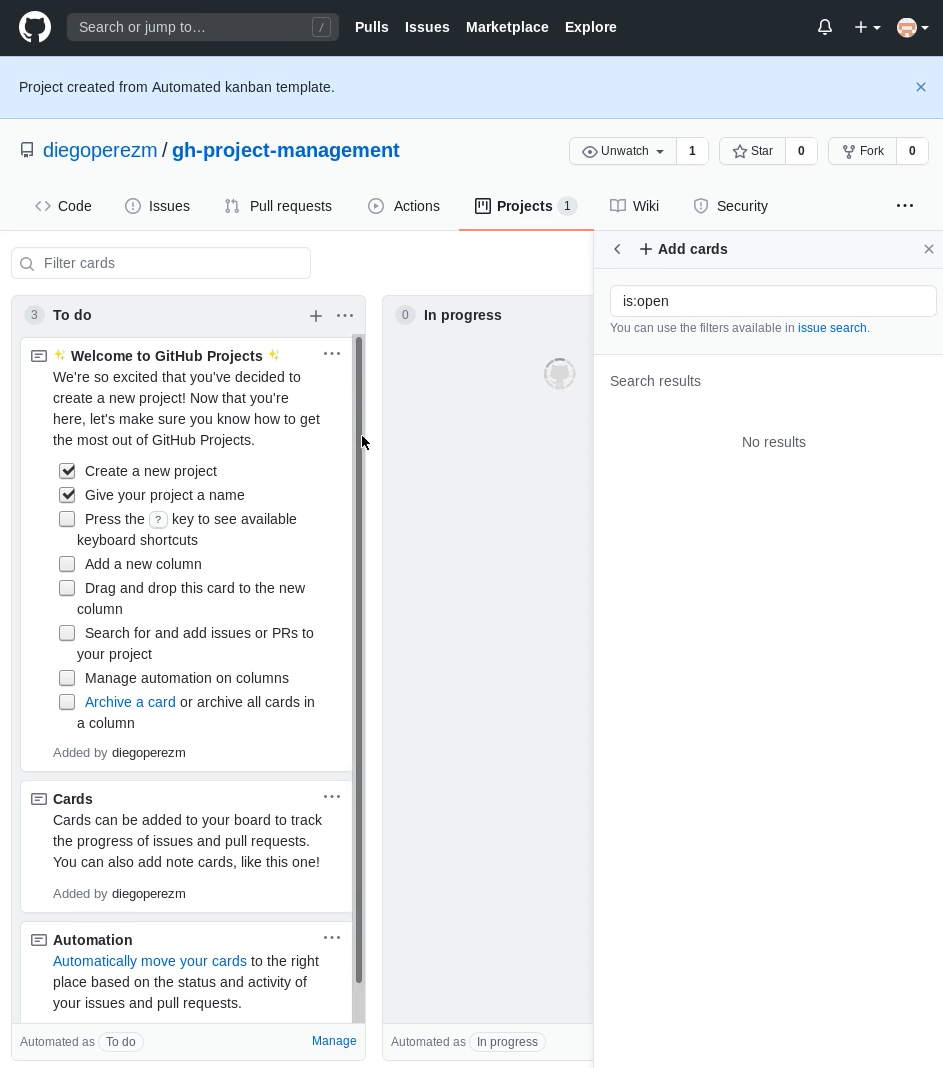 Search or jump to…
/
Pulls
Issues
Marketplace
Explore
Project created from Automated kanban template.
diegoperezm / gh-project-management
Unwatch
1
Star
0
Fork
0
Code
Issues
Pull requests
Actions
Projects 1
Wiki
Security
Filter cards
3 To do
✨ Welcome to GitHub Projects ✨
We're so excited that you've decided to
create a new project! Now that you're
here, let's make sure you know how to get
the most out of GitHub Projects.
Create a new project
Give your project a name
Press the ? key to see available
keyboard shortcuts
Add a new column
Drag and drop this card to the new
column
Search for and add issues or PRs to
your project
Manage automation on columns
Archive a card or archive all cards in
a column
Added by diegoperezm
Cards
Cards can be added to your board to track
the progress of issues and pull requests.
You can also add note cards, like this one!
Added by diegoperezm
Automation
Automatically move your cards to the right
place based on the status and activity of
your issues and pull requests.
Automated as To do
Manage
0 In progress
Automated as In progress
Add cards
is:open
You can use the filters available in issue search.
Search results
No results